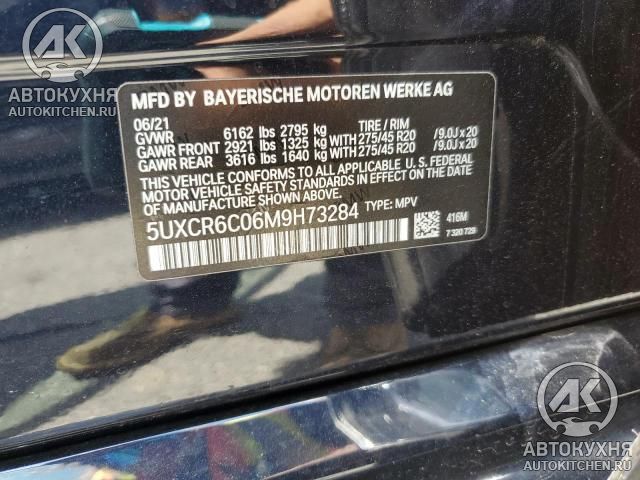 AK
АВТОКУХНЯ
AUTOKITCHEN.RU
MFD BY BAYERISCHE MOTOREN WERKE AG
06/21 TIRE / RIM
GVWR 6162 lbs 2795 kg
GAWR FRONT 2921 lbs 1325 kg WITH 275/45 R20 /9.0J x 20
GAWR REAR 3616 lbs 1640 kg WITH 275/45 R20 /9.0J x 20
THIS VEHICLE CONFORMS TO ALL APPLICABLE U.S. FEDERAL
MOTOR VEHICLE SAFETY STANDARDS IN EFFECT ON THE DATE
OF MANUFACTURE SHOWN ABOVE.
5UXCR6C06M9H73284 TYPE: MPV
416M
7 320 729
AK
АВТОКУХНЯ
AUTOKITCHEN.RU